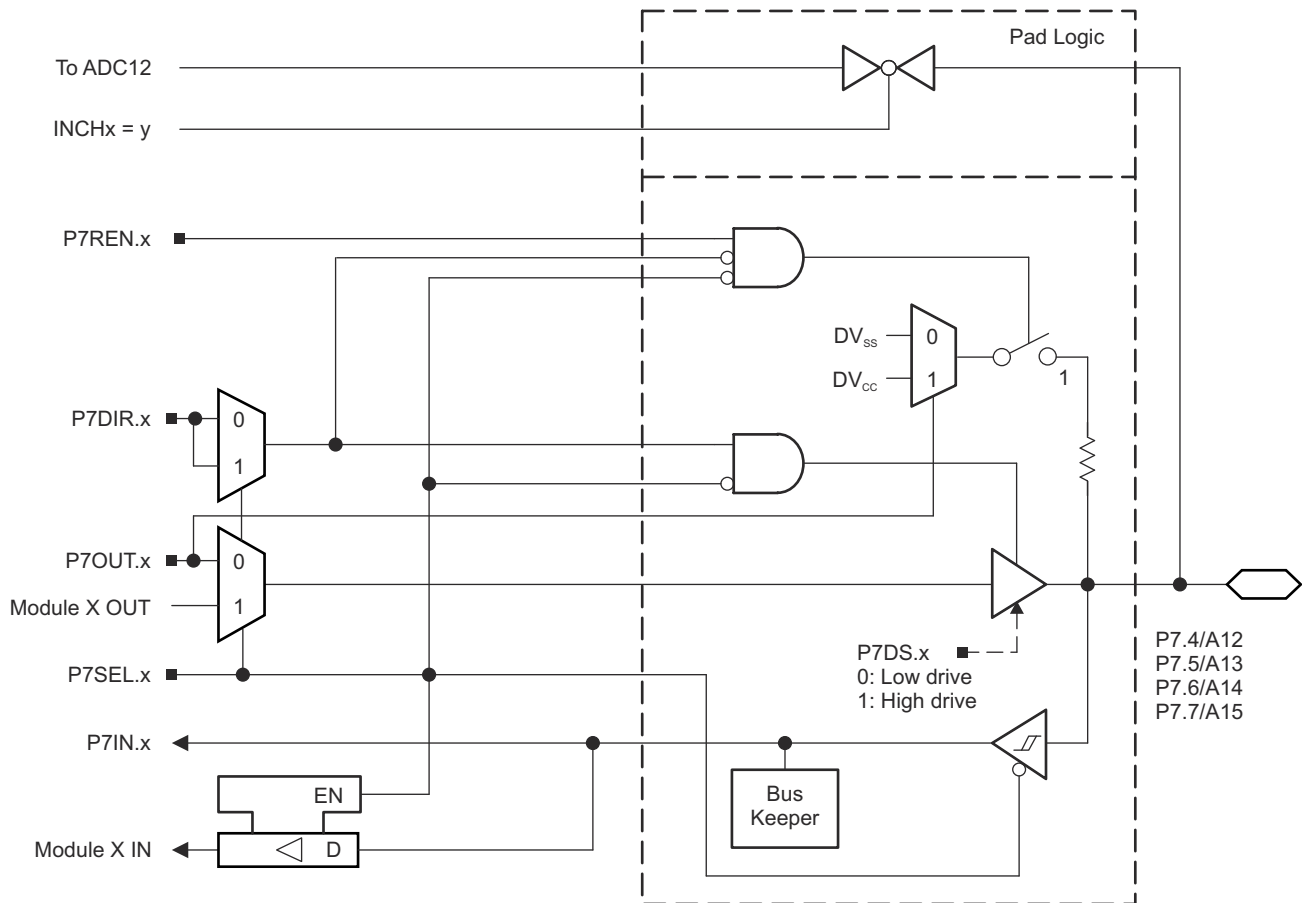 Pad Logic
To ADC12
INCHx = y
P7REN.x
DVSS
0
DVCC
1
1
P7DIR.x
0
1
P7OUT.x
0
Module X OUT
1
P7SEL.x
P7DS.x
0: Low drive
1: High drive
P7.4/A12
P7.5/A13
P7.6/A14
P7.7/A15
P7IN.x
EN
Bus
Keeper
Module X IN
D